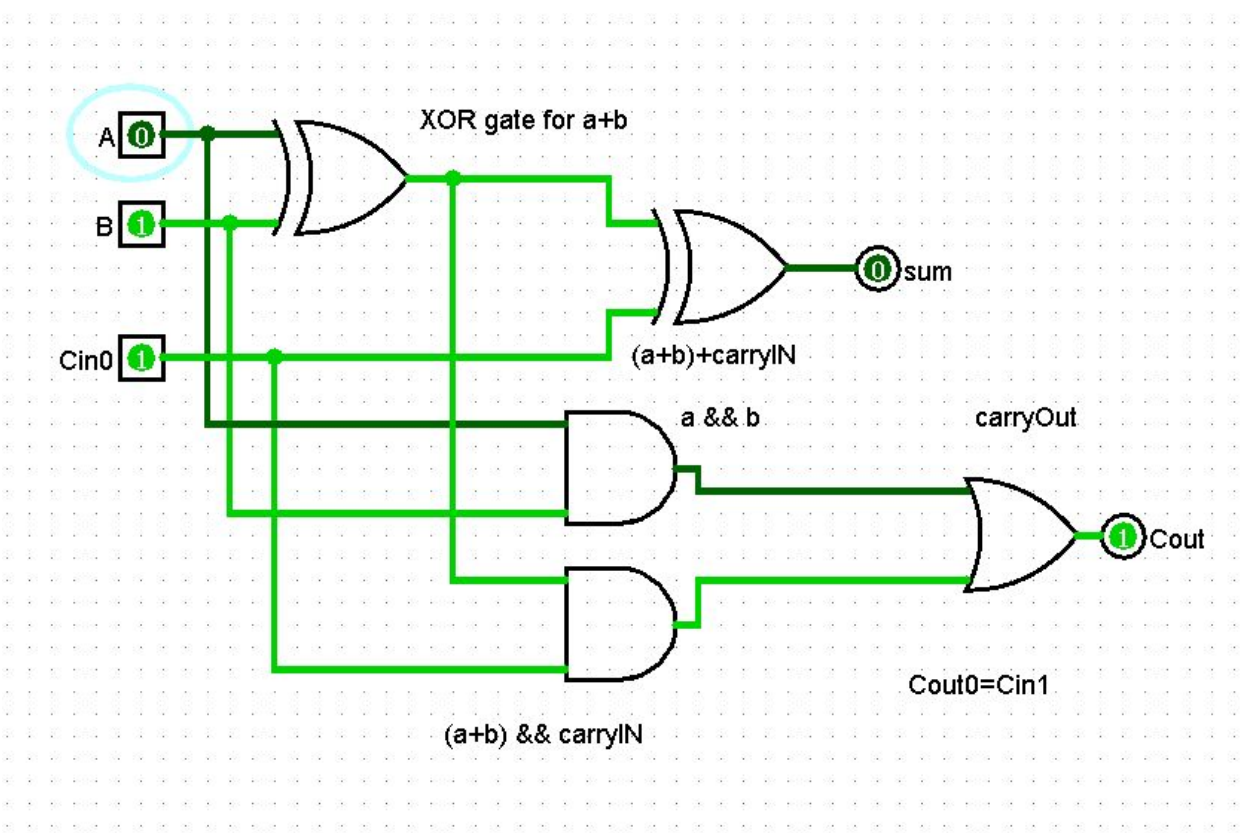 XOR gate for a+b
A 0
B 1
0 sum
Cin0 1
(a+b)+carryIN
a && b
carryOut
1 Cout
Cout0=Cin1
(a+b) && carryIN